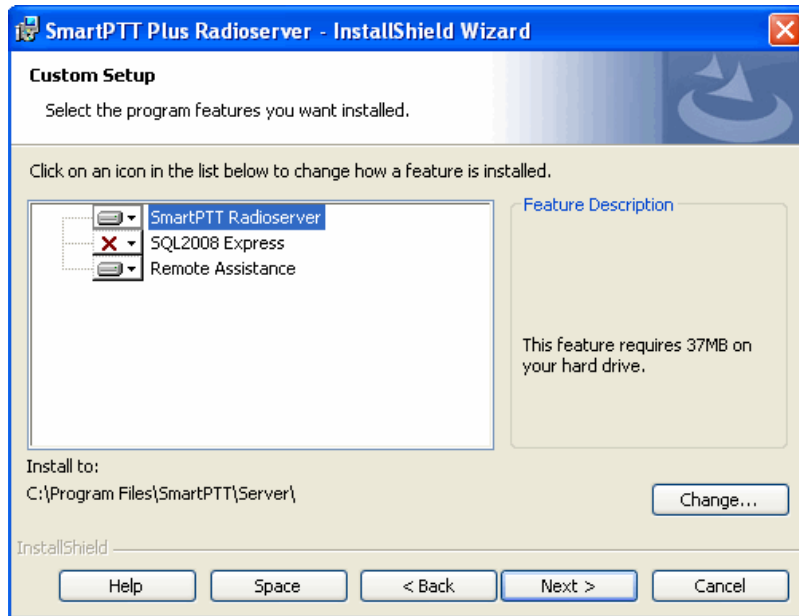 SmartPTT Plus Radioserver - InstallShield Wizard
Custom Setup
Select the program features you want installed.
Click on an icon in the list below to change how a feature is installed.
SmartPTT Radioserver
SQL2008 Express
Remote Assistance
Feature Description
This feature requires 37MB on
your hard drive.
Install to:
C:\Program Files\SmartPTT\Server\
Change...
InstallShield
Help
Space
< Back
Next >
Cancel